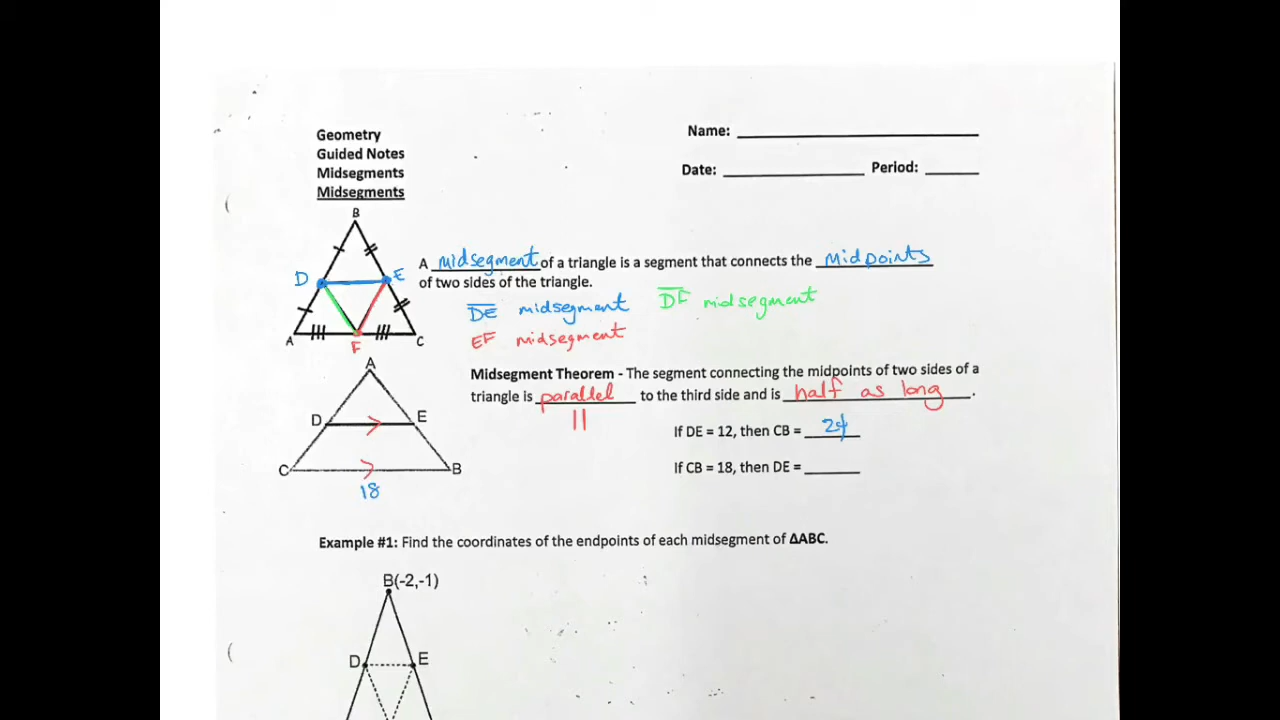 Geometry
Guided Notes
Midsegments
Midsegments
Name:
Date: Period:
B
D E
A F C
A midsegment of a triangle is a segment that connects the midpoints
of two sides of the triangle.
DE midsegment DF midsegment
EF midsegment
A
D E
C B
18
Midsegment Theorem - The segment connecting the midpoints of two sides of a
triangle is parallel to the third side and is half as long.
||
If DE = 12, then CB = 24
If CB = 18, then DE =
Example #1: Find the coordinates of the endpoints of each midsegment of ΔABC.
B(-2,-1)
D E